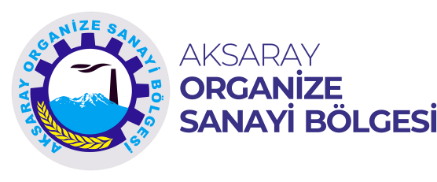 AKSARAY ORGANİZE SANAYİ BÖLGESİ
AKSARAY
ORGANİZE
SANAYİ BÖLGESİ